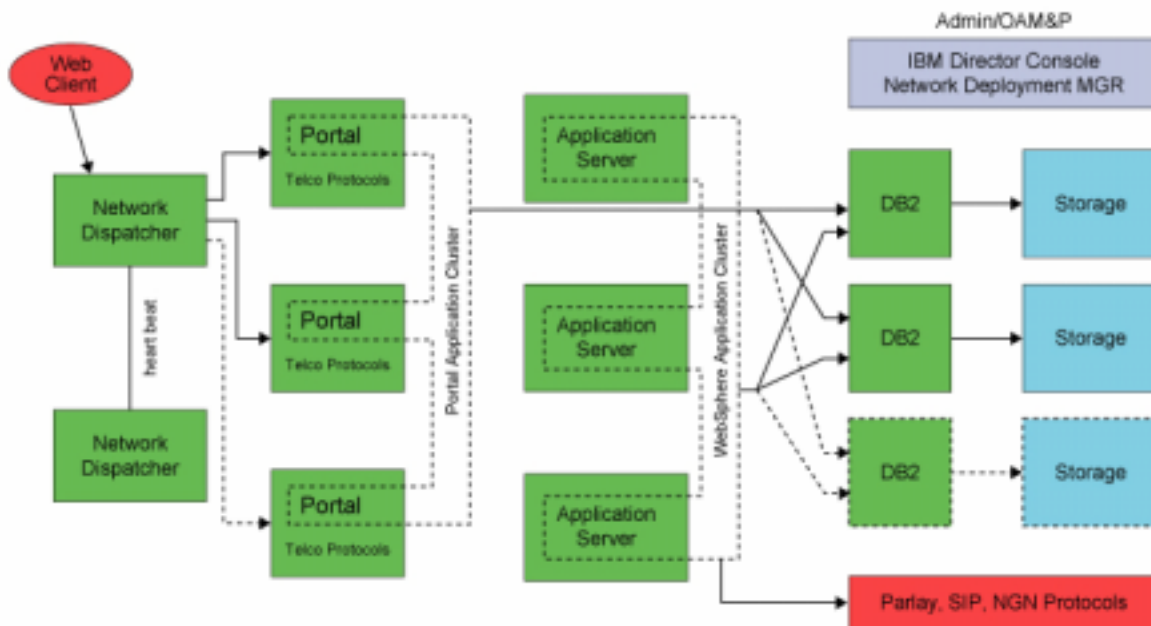 Admin/OAM&P
IBM Director Console
Network Deployment MGR
Web
Client
Network
Dispatcher
heart beat
Network
Dispatcher
Portal
Telco Protocols
Portal
Telco Protocols
Portal
Telco Protocols
Portal Application Cluster
Application
Server
Application
Server
Application
Server
WebSphere Application Cluster
DB2
Storage
DB2
Storage
DB2
Storage
Parlay, SIP, NGN Protocols